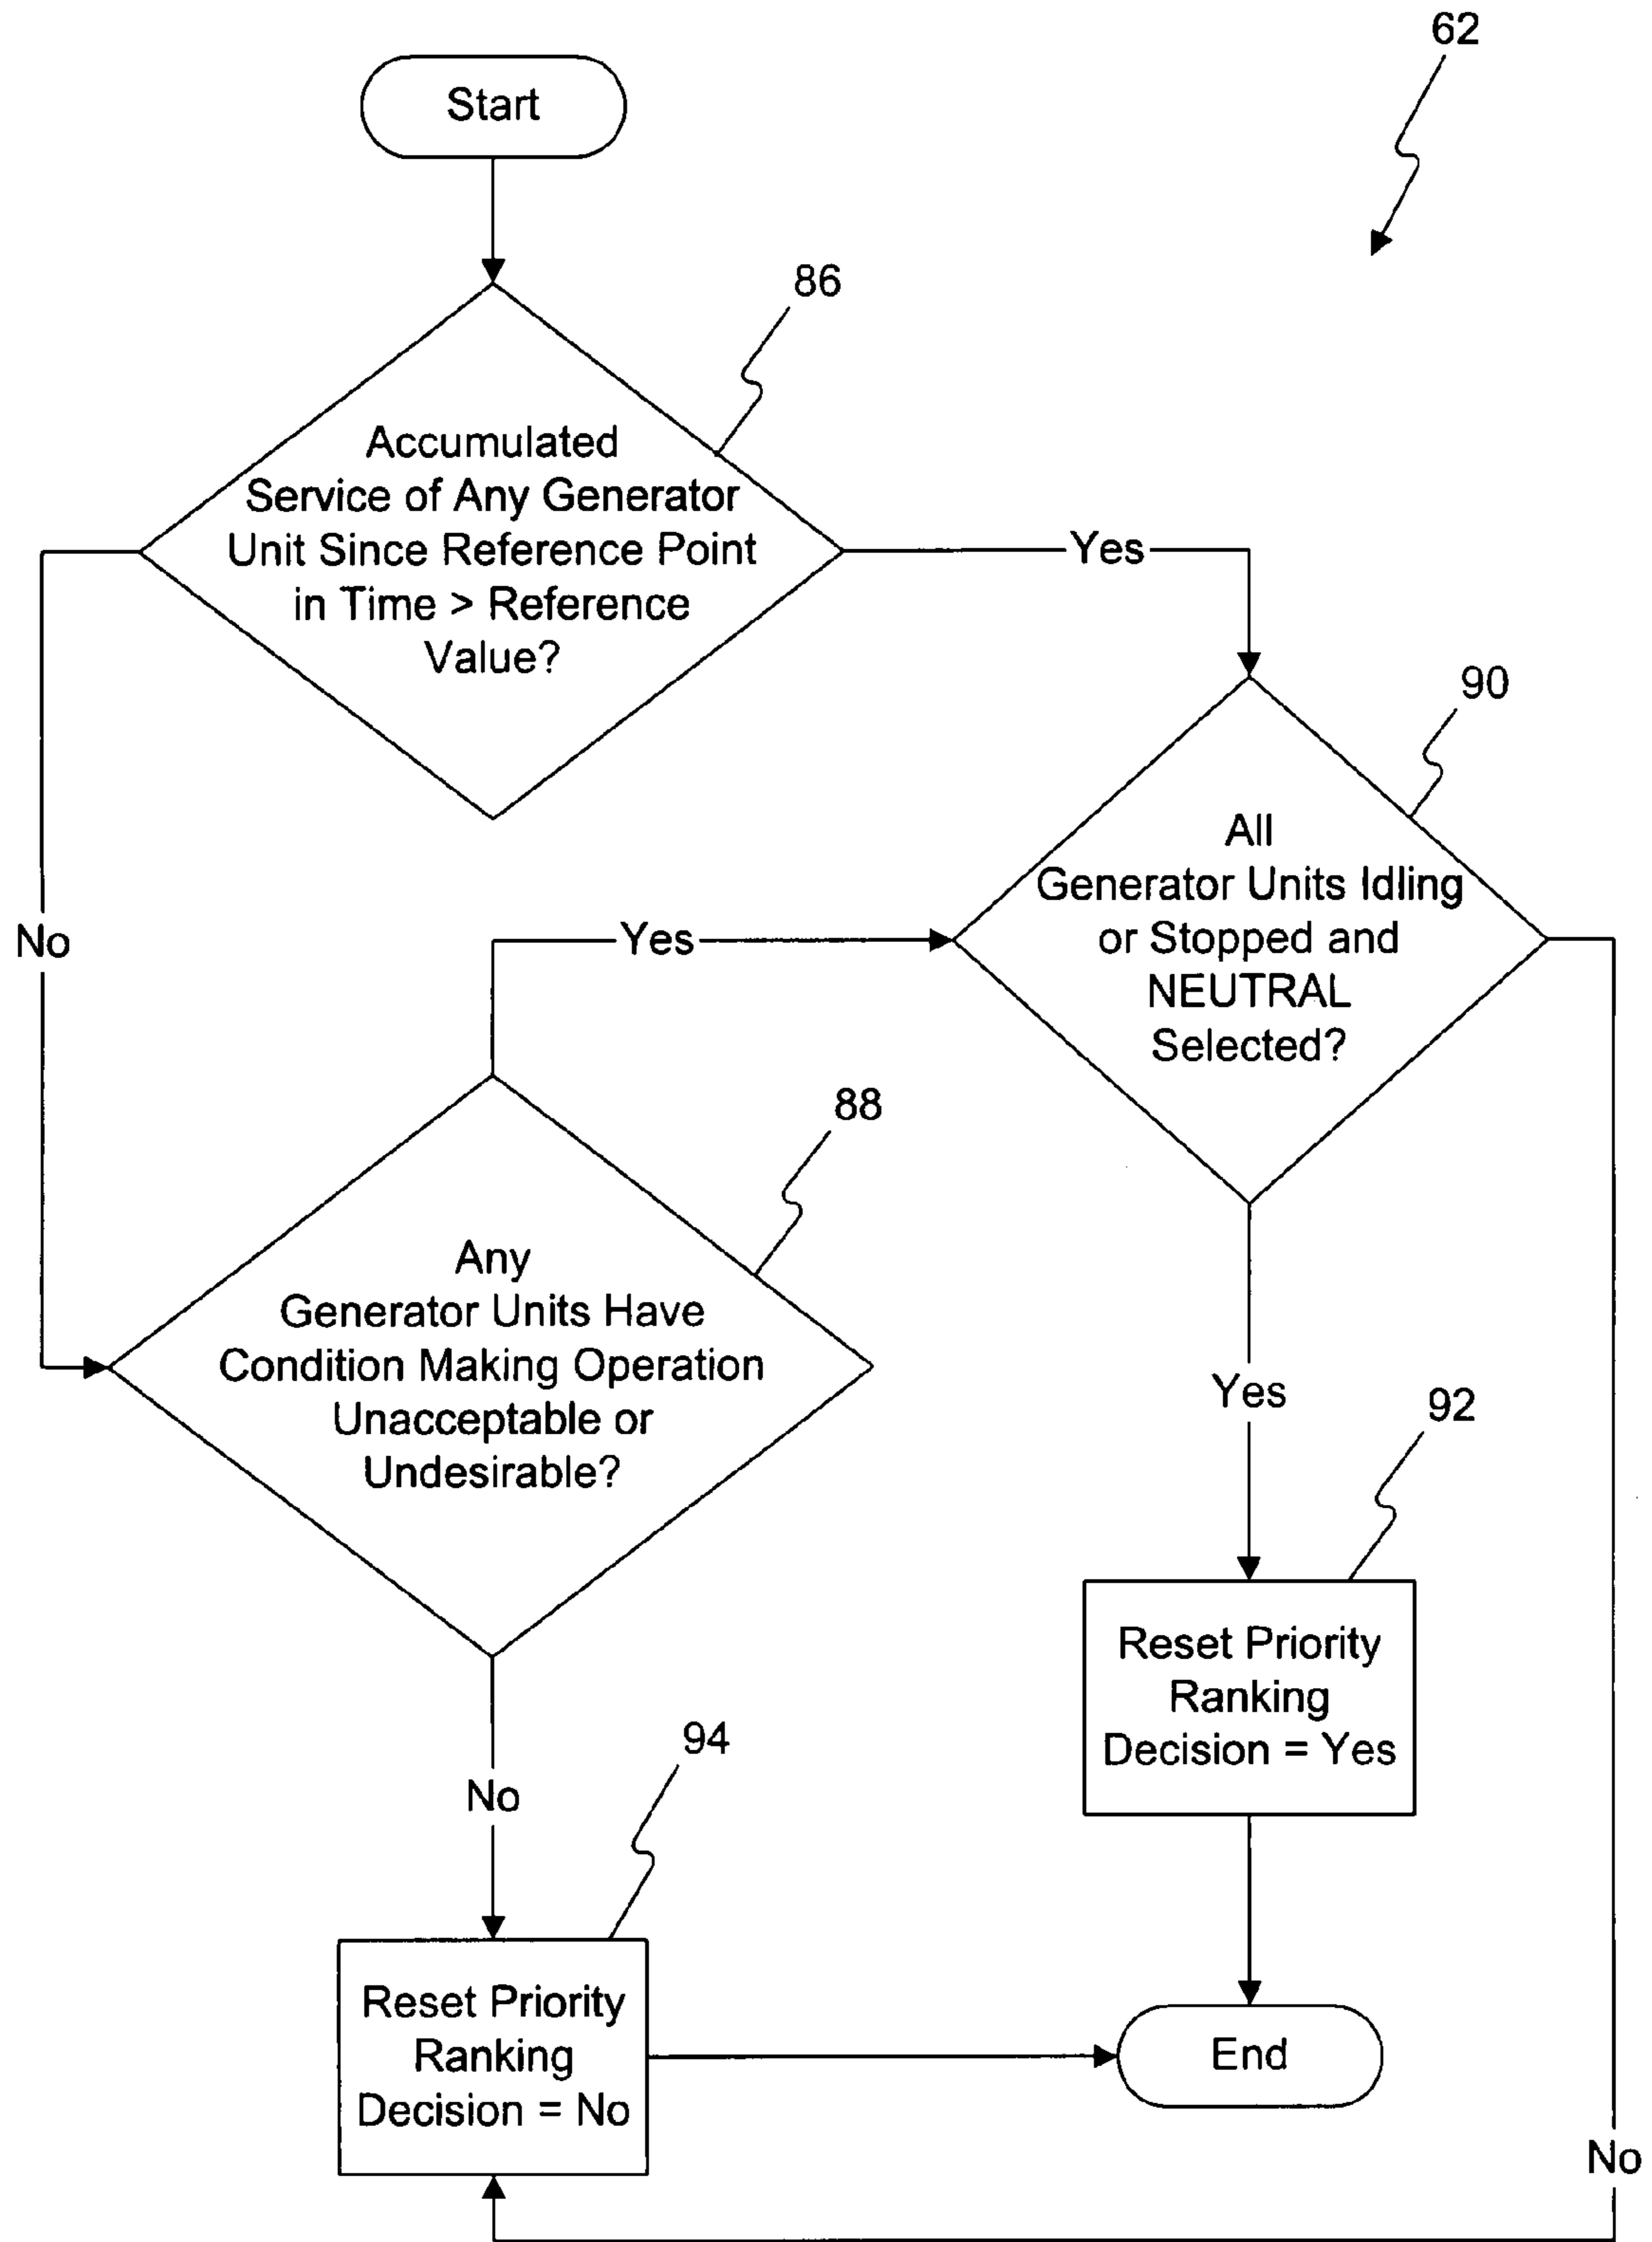 62
Start
86
Accumulated
Service of Any Generator
Unit Since Reference Point
in Time > Reference
Value?
Yes
90
All
Generator Units Idling
or Stopped and
NEUTRAL
Selected?
No
Yes
88
Any
Generator Units Have
Condition Making Operation
Unacceptable or
Undesirable?
Yes
92
Reset Priority
Ranking
Decision = Yes
94
No
Reset Priority
Ranking
Decision = No
End
No